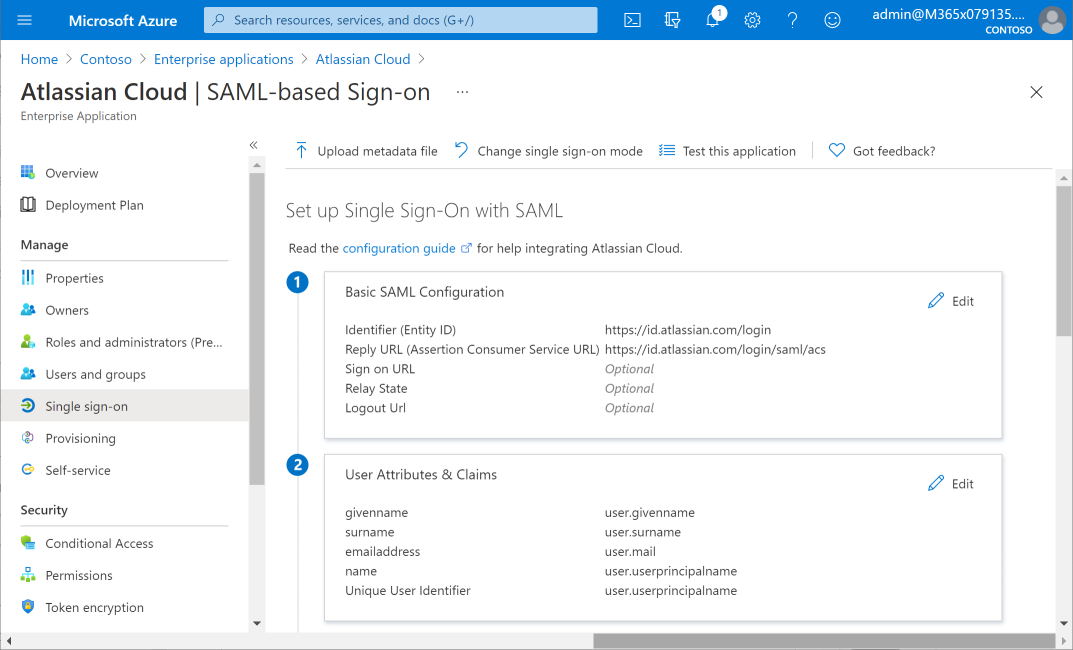 Microsoft Azure
Search resources, services, and docs (G+/)
1
admin@M365x079135....
CONTOSO
Home > Contoso > Enterprise applications > Atlassian Cloud >
Atlassian Cloud | SAML-based Sign-on ...
Enterprise Application
«
Overview
Deployment Plan
Manage
Properties
Owners
Roles and administrators (Pre...
Users and groups
Single sign-on
Provisioning
Self-service
Security
Conditional Access
Permissions
Token encryption
Upload metadata file Change single sign-on mode Test this application Got feedback?
Set up Single Sign-On with SAML
Read the configuration guide for help integrating Atlassian Cloud.
1
Basic SAML Configuration
Edit
Identifier (Entity ID) https://id.atlassian.com/login
Reply URL (Assertion Consumer Service URL) https://id.atlassian.com/login/saml/acs
Sign on URL Optional
Relay State Optional
Logout Url Optional
2
User Attributes & Claims
Edit
givenname user.givenname
surname user.surname
emailaddress user.mail
name user.userprincipalname
Unique User Identifier user.userprincipalname